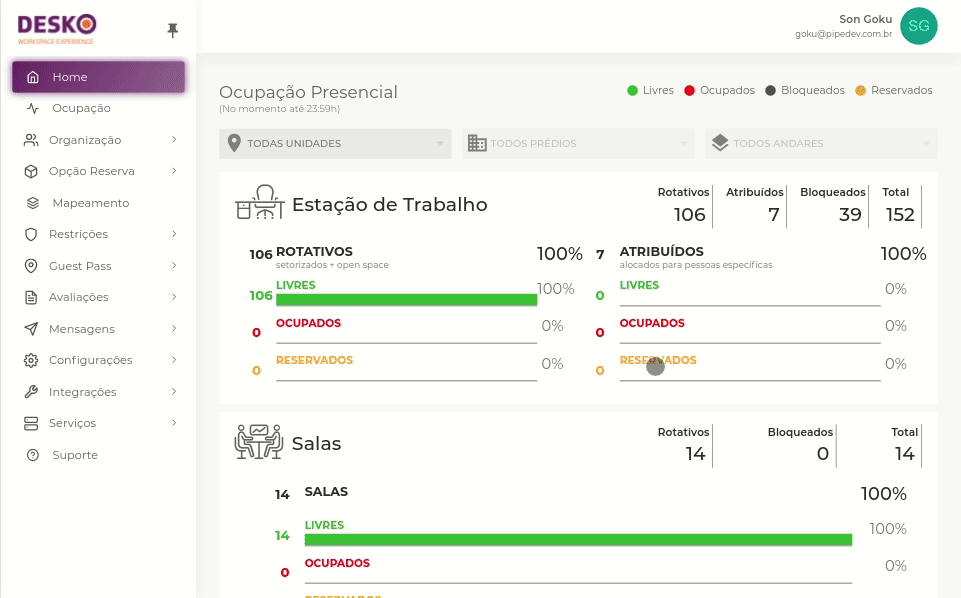 DESKO
WORKSPACE EXPERIENCE
Son Goku
goku@pipedev.com.br
SG
Home
Ocupação
Organização
Opção Reserva
Mapeamento
Restrições
Guest Pass
Avaliações
Mensagens
Configurações
Integrações
Serviços
Suporte
Ocupação Presencial
(No momento até 23:59h)
Livres Ocupados Bloqueados Reservados
TODAS UNIDADES TODOS PRÉDIOS TODOS ANDARES
Estação de Trabalho
Rotativos Atribuídos Bloqueados Total
106 7 39 152
106 ROTATIVOS 100%
setorizados + open space
LIVRES
106 100%
OCUPADOS
0 0%
RESERVADOS
0 0%
7 ATRIBUÍDOS 100%
alocados para pessoas específicas
LIVRES
0 0%
OCUPADOS
0 0%
RESERVADOS
0 0%
Salas
Rotativos Bloqueados Total
14 0 14
14 SALAS 100%
LIVRES
14 100%
OCUPADOS
0 0%
RESERVADOS